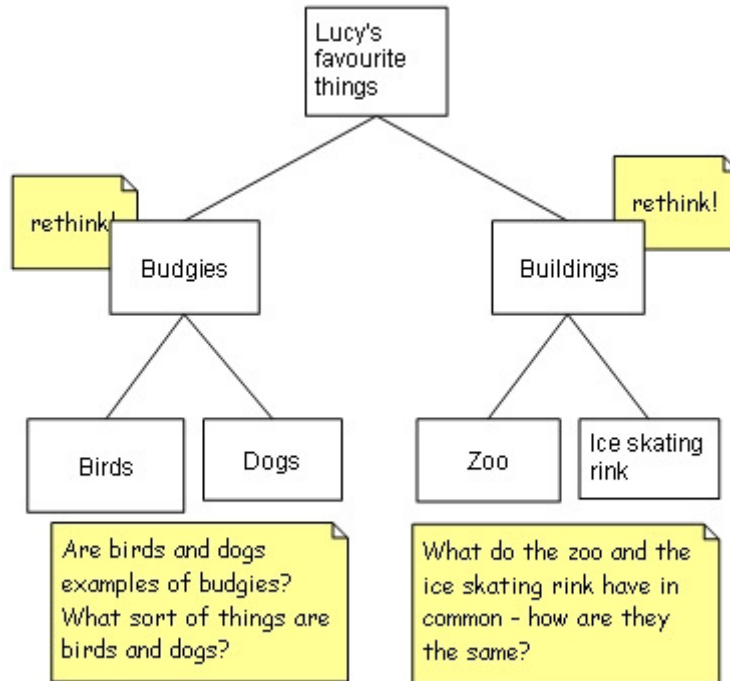 Lucy's
favourite
things
rethink!
rethink!
Budgies
Buildings
Birds
Dogs
Zoo
Ice skating
rink
Are birds and dogs
examples of budgies?
What sort of things are
birds and dogs?
What do the zoo and the
ice skating rink have in
common - how are they
the same?